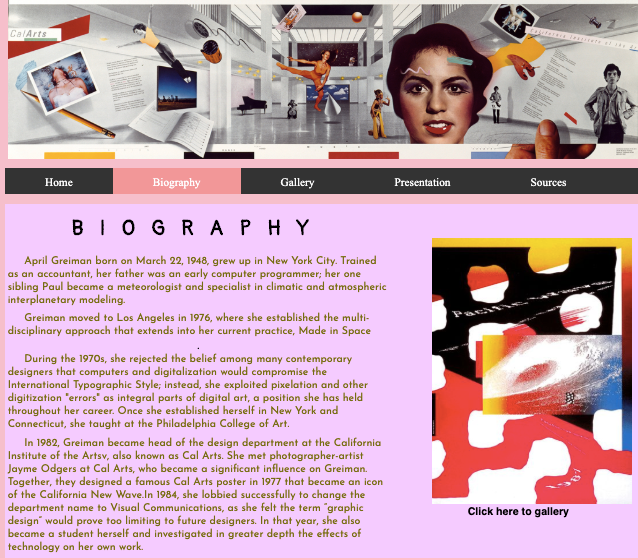 CalArts
California Institute of the
Home Biography Gallery Presentation Sources
BIOGRAPHY
April Greiman born on March 22, 1948, grew up in New York City. Trained
as an accountant, her father was an early computer programmer; her one
sibling Paul became a meteorologist and specialist in climatic and atmospheric
interplanetary modeling.
Greiman moved to Los Angeles in 1976, where she established the multi-
disciplinary approach that extends into her current practice, Made in Space
.
During the 1970s, she rejected the belief among many contemporary
designers that computers and digitalization would compromise the
International Typographic Style; instead, she exploited pixelation and other
digitization "errors" as integral parts of digital art, a position she has held
throughout her career. Once she established herself in New York and
Connecticut, she taught at the Philadelphia College of Art.
In 1982, Greiman became head of the design department at the California
Institute of the Artsv, also known as Cal Arts. She met photographer-artist
Jayme Odgers at Cal Arts, who became a significant influence on Greiman.
Together, they designed a famous Cal Arts poster in 1977 that became an icon
of the California New Wave.In 1984, she lobbied successfully to change the
department name to Visual Communications, as she felt the term “graphic
design” would prove too limiting to future designers. In that year, she also
became a student herself and investigated in greater depth the effects of
technology on her own work.
Pacific
1981
Click here to gallery